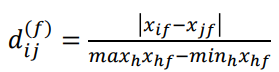 d_{ij}^{(f)} = \frac{|x_{if} - x_{jf}|}{max_h x_{hf} - min_h x_{hf}}